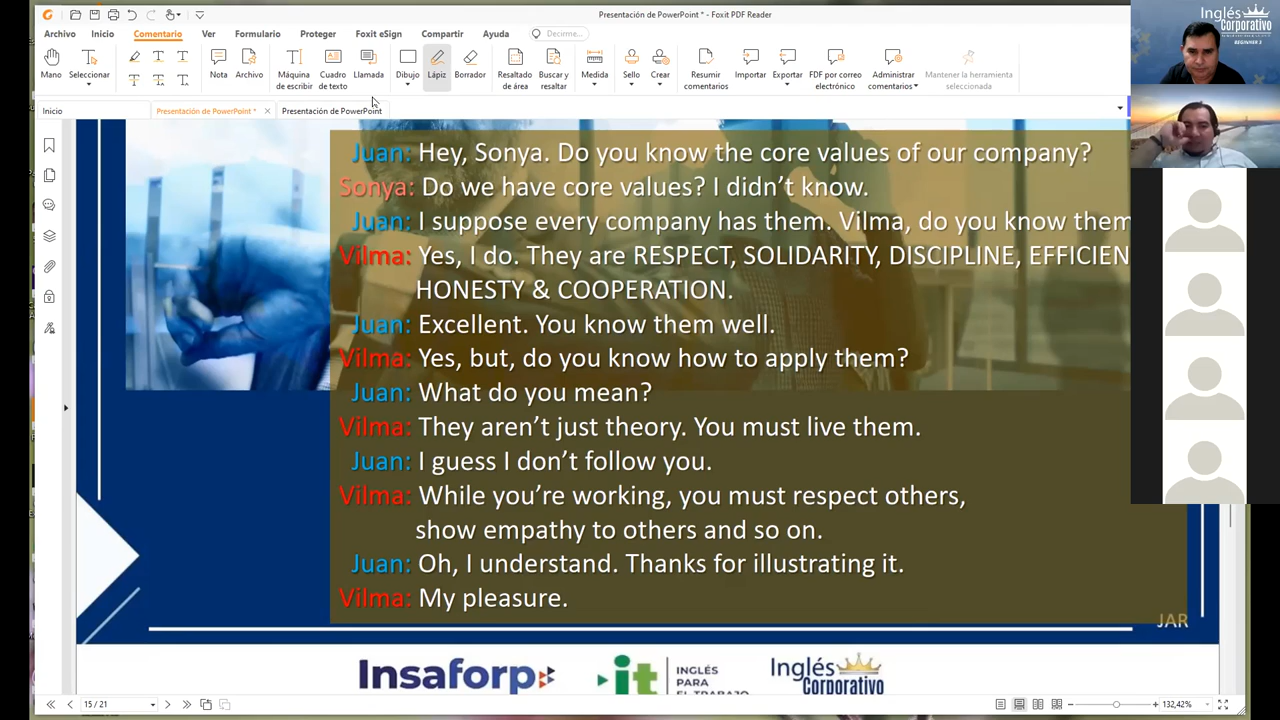 Presentación de PowerPoint * - Foxit PDF Reader
Archivo Inicio Comentario Ver Formulario Proteger Foxit eSign Compartir Ayuda Decirme...
Mano Seleccionar Nota Archivo Máquina de escribir Cuadro de texto Llamada Dibujo Lápiz Borrador Resaltado de área Buscar y resaltar Medida Sello Crear Resumir comentarios Importar Exportar PDF por correo electrónico Administrar comentarios Mantener la herramienta seleccionada
Inicio Presentación de PowerPoint * Presentación de PowerPoint
Juan: Hey, Sonya. Do you know the core values of our company?
Sonya: Do we have core values? I didn't know.
Juan: I suppose every company has them. Vilma, do you know them
Vilma: Yes, I do. They are RESPECT, SOLIDARITY, DISCIPLINE, EFFICIEN
HONESTY & COOPERATION.
Juan: Excellent. You know them well.
Vilma: Yes, but, do you know how to apply them?
Juan: What do you mean?
Vilma: They aren't just theory. You must live them.
Juan: I guess I don't follow you.
Vilma: While you're working, you must respect others,
show empathy to others and so on.
Juan: Oh, I understand. Thanks for illustrating it.
Vilma: My pleasure.
JAR
Insaforp
it INGLÉS
PARA
EL TRABAJO
Inglés
Corporativo
15 / 21
132,42%
Inglés
Corporativo
BEGINNER 2